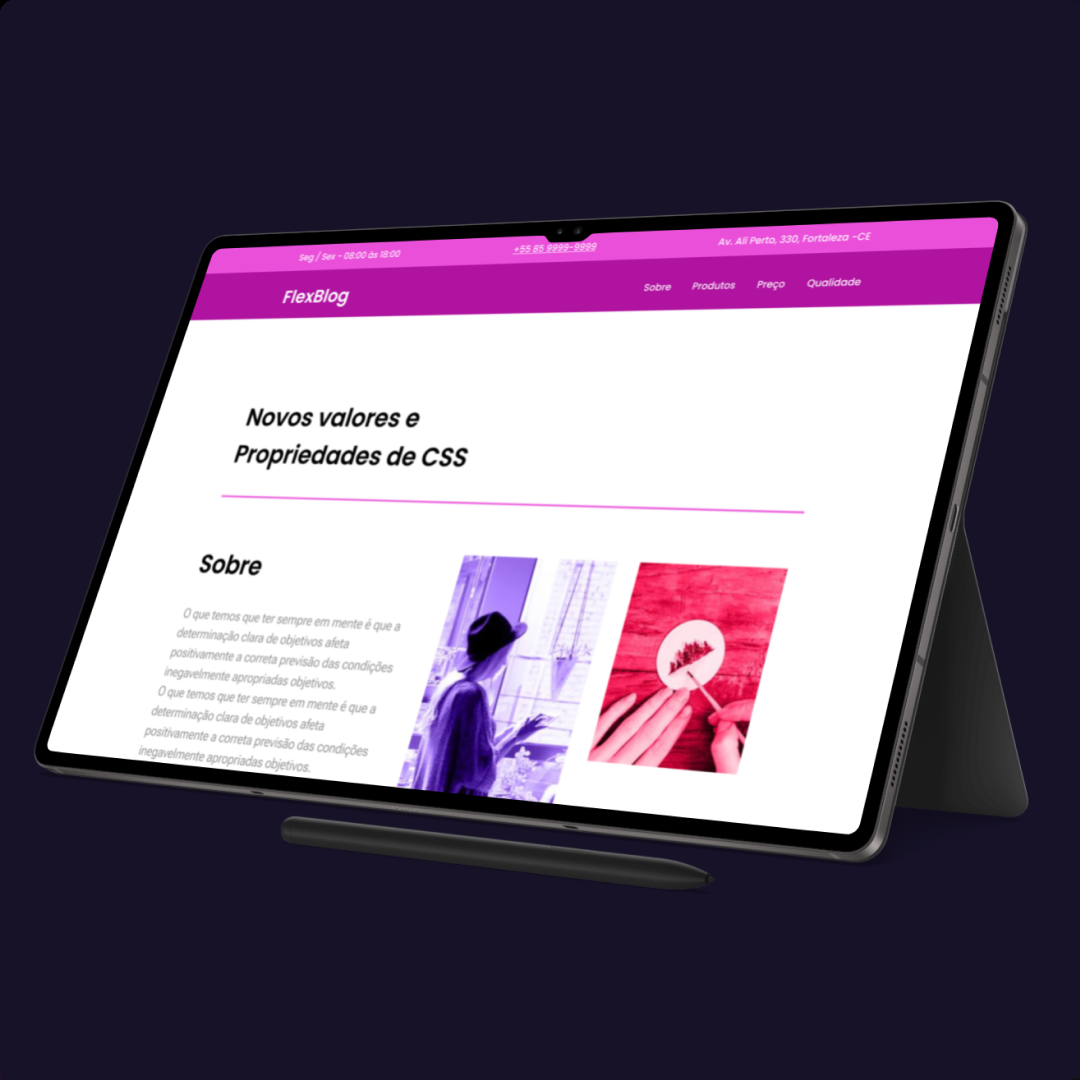 Seg / Sex - 08:00 às 18:00
+55 85 9999-9999
Av. Ali Perto, 330, Fortaleza -CE
FlexBlog
Sobre
Produtos
Preço
Qualidade
Novos valores e
Propriedades de CSS
Sobre
O que temos que ter sempre em mente é que a
determinação clara de objetivos afeta
positivamente a correta previsão das condições
inegavelmente apropriadas objetivos.
O que temos que ter sempre em mente é que a
determinação clara de objetivos afeta
positivamente a correta previsão das condições
inegavelmente apropriadas objetivos.